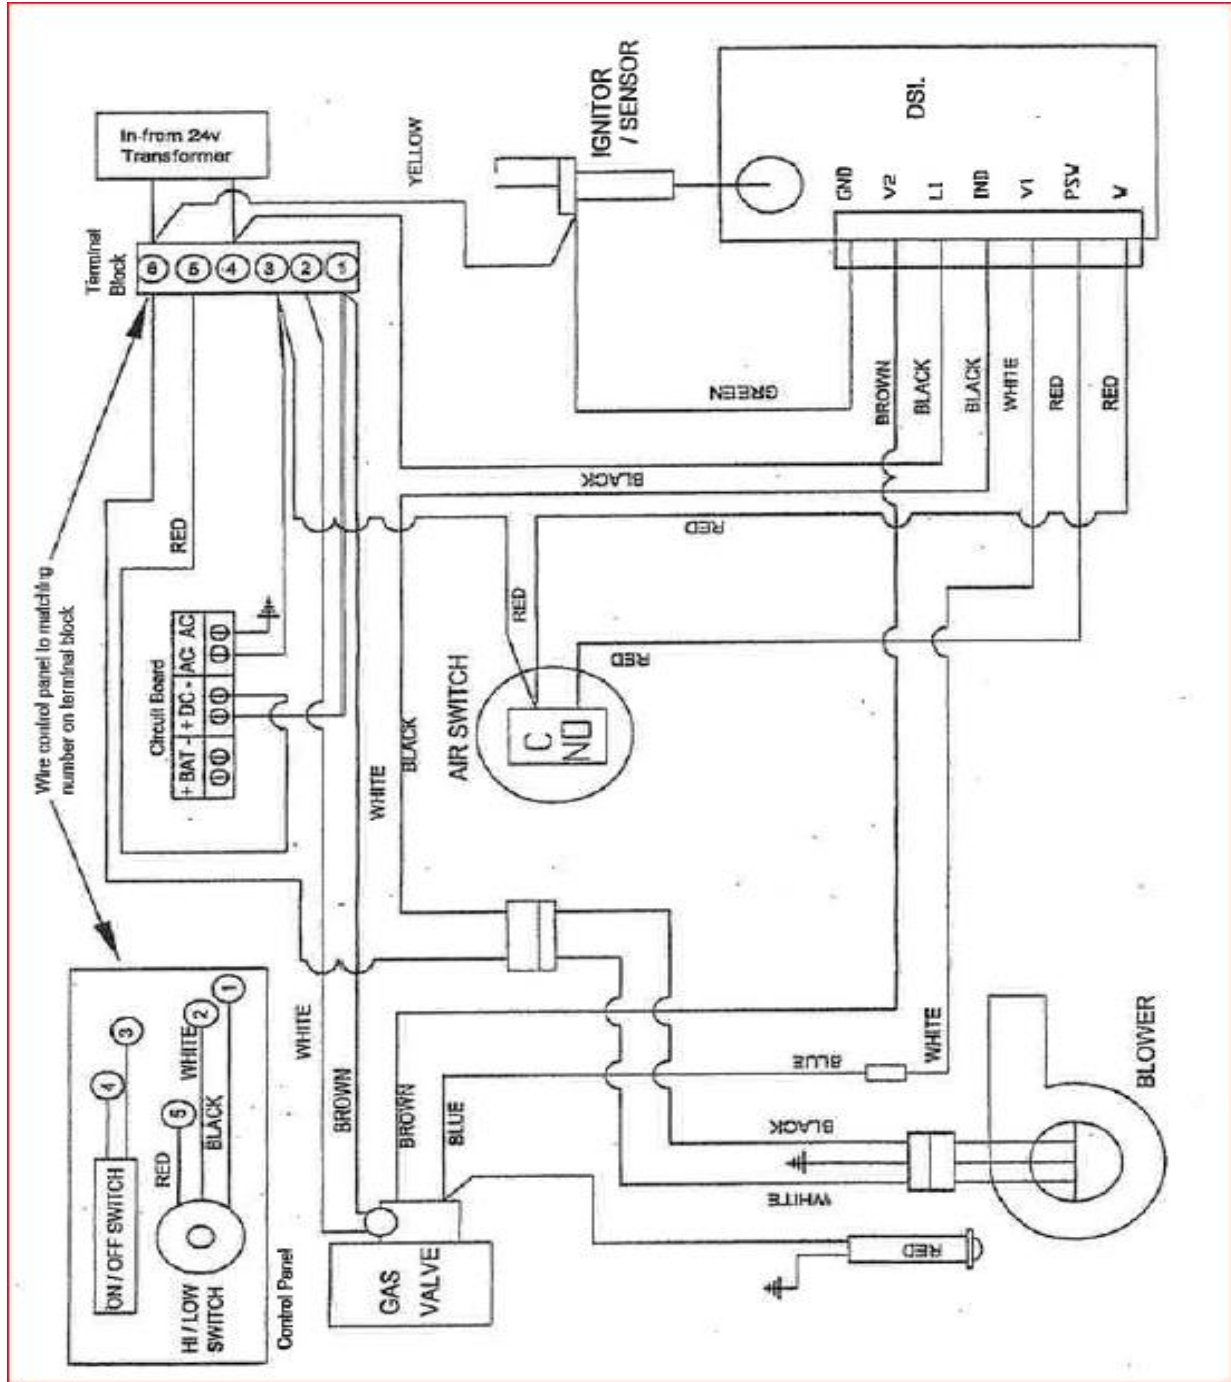 In from 24v
Transformer
Terminal
Block
6
5
4
3
2
1
Wire control panel to matching
number on terminal block
YELLOW
IGNITOR
/ SENSOR
DSI.
GND
V2
L1
IND
V1
PSW
W
GREEN
BROWN
BLACK
BLACK
WHITE
RED
RED
BLACK
RED
RED
RED
RED
Circuit Board
+ BAT - + DC - AC AC
AIR SWITCH
C
NO
WHITE
BLACK
ON / OFF SWITCH
4
3
HI / LOW
SWITCH
RED
5
WHITE
2
BLACK
1
Control Panel
WHITE
BROWN
BROWN
BLUE
BLUE
WHITE
GAS
VALVE
BLACK
WHITE
RED
BLOWER